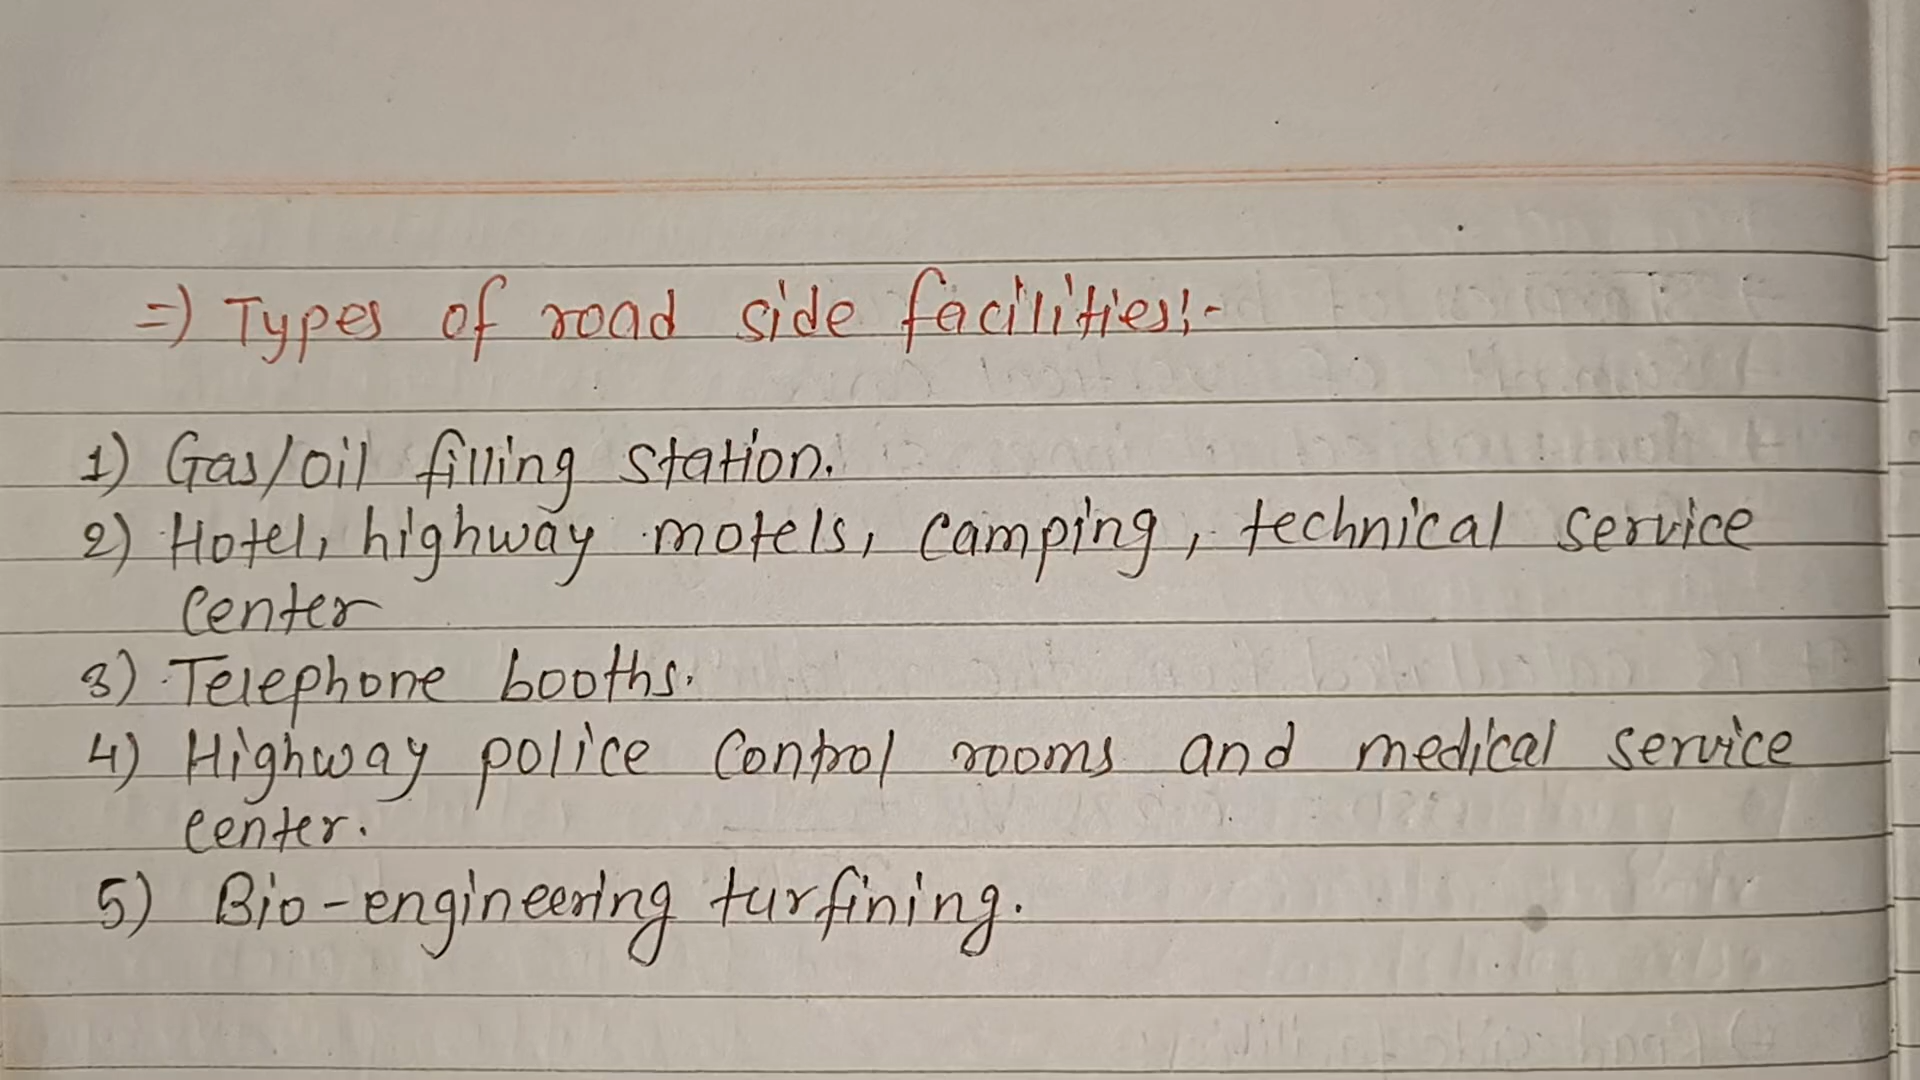 =) Types of road side facilities:-
1) Gas/oil filling station.
2) Hotel, highway motels, camping, technical service
center
3) Telephone booths.
4) Highway police control rooms and medical service
center.
5) Bio-engineering turfining.